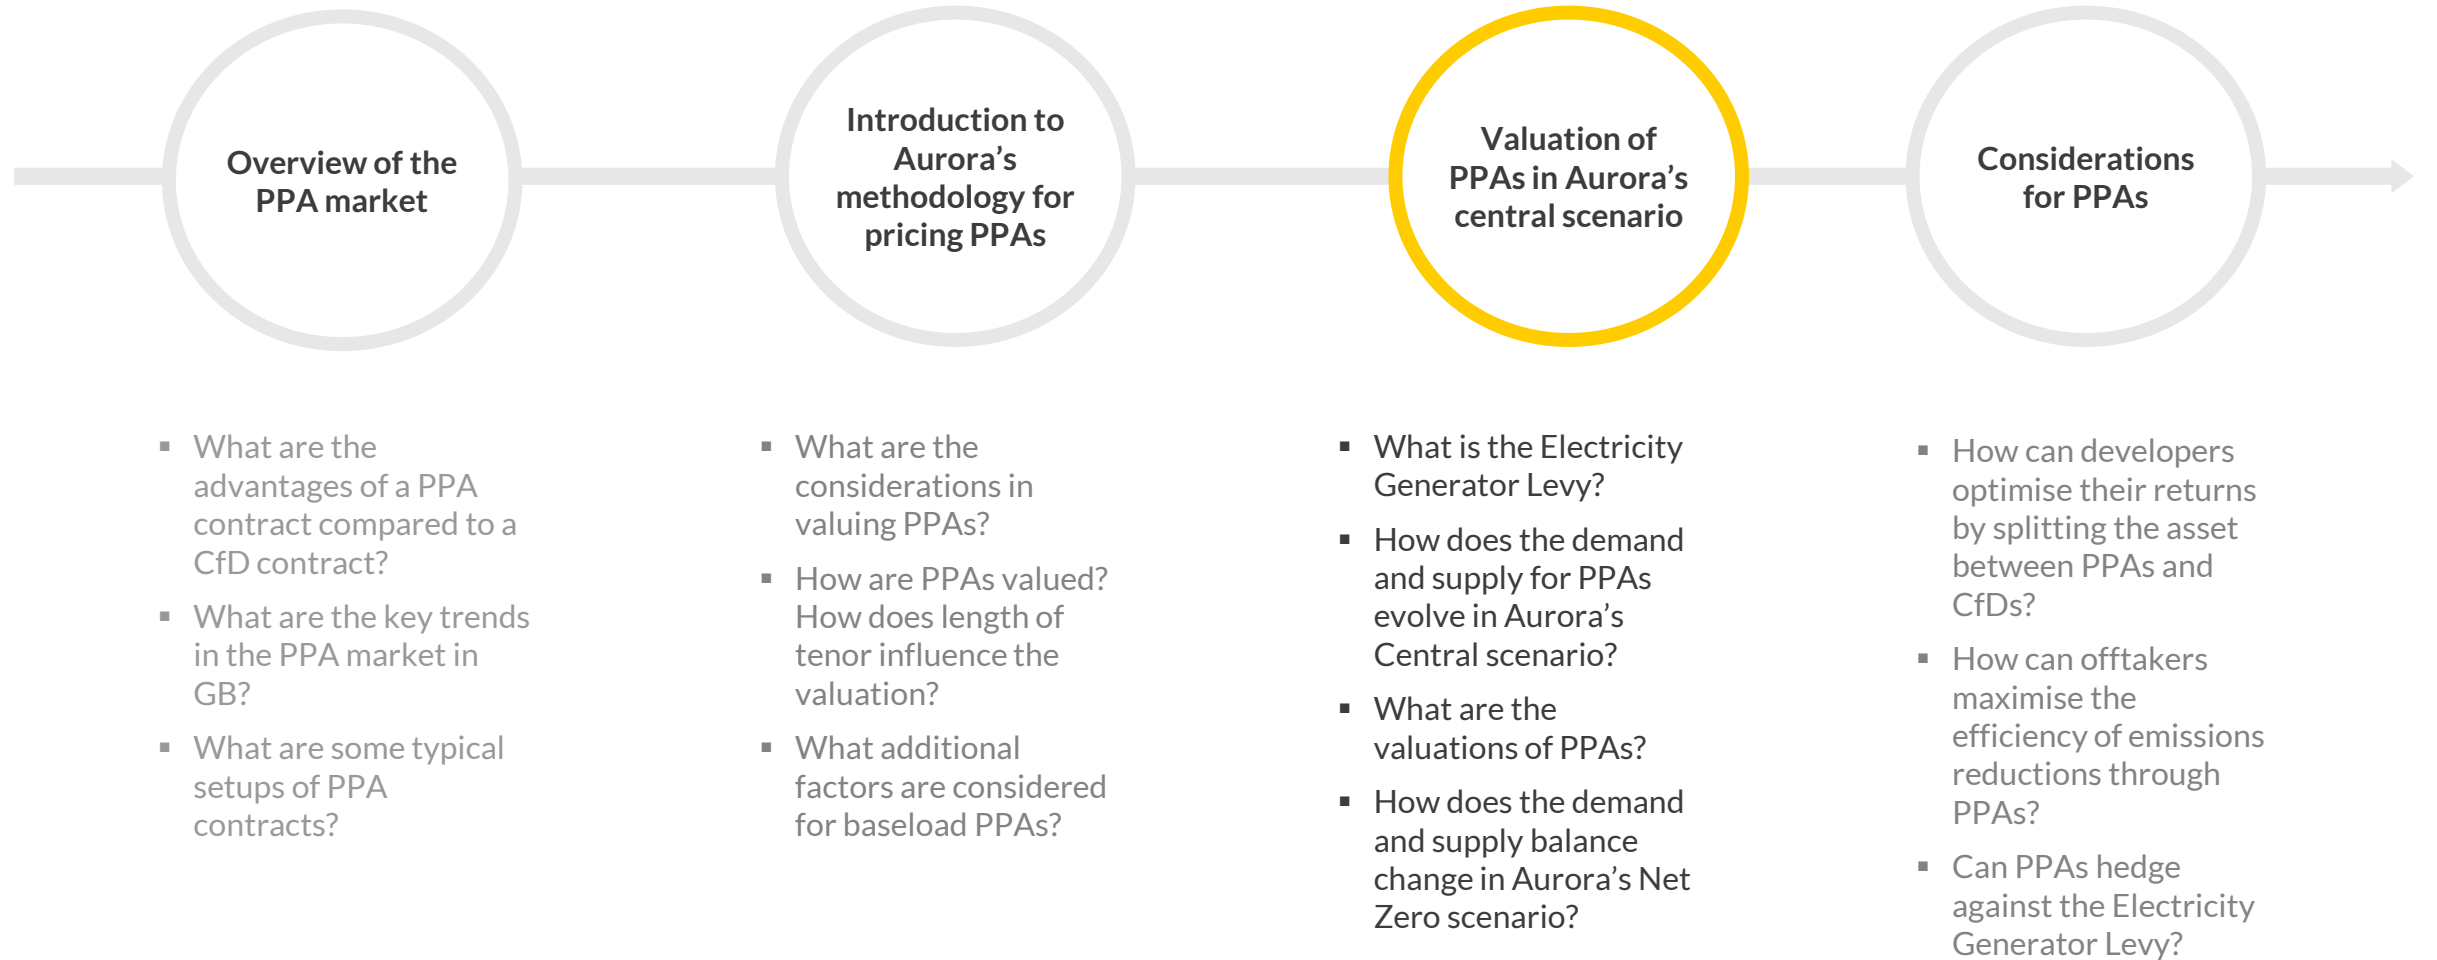 Overview of the
PPA market
Introduction to
Aurora’s
methodology for
pricing PPAs
Valuation of
PPAs in Aurora’s
central scenario
Considerations
for PPAs
▪ What are the
advantages of a PPA
contract compared to a
CfD contract?
▪ What are the key trends
in the PPA market in
GB?
▪ What are some typical
setups of PPA
contracts?
▪ What are the
considerations in
valuing PPAs?
▪ How are PPAs valued?
How does length of
tenor influence the
valuation?
▪ What additional
factors are considered
for baseload PPAs?
▪ What is the Electricity
Generator Levy?
▪ How does the demand
and supply for PPAs
evolve in Aurora’s
Central scenario?
▪ What are the
valuations of PPAs?
▪ How does the demand
and supply balance
change in Aurora’s Net
Zero scenario?
▪ How can developers
optimise their returns
by splitting the asset
between PPAs and
CfDs?
▪ How can offtakers
maximise the
efficiency of emissions
reductions through
PPAs?
▪ Can PPAs hedge
against the Electricity
Generator Levy?